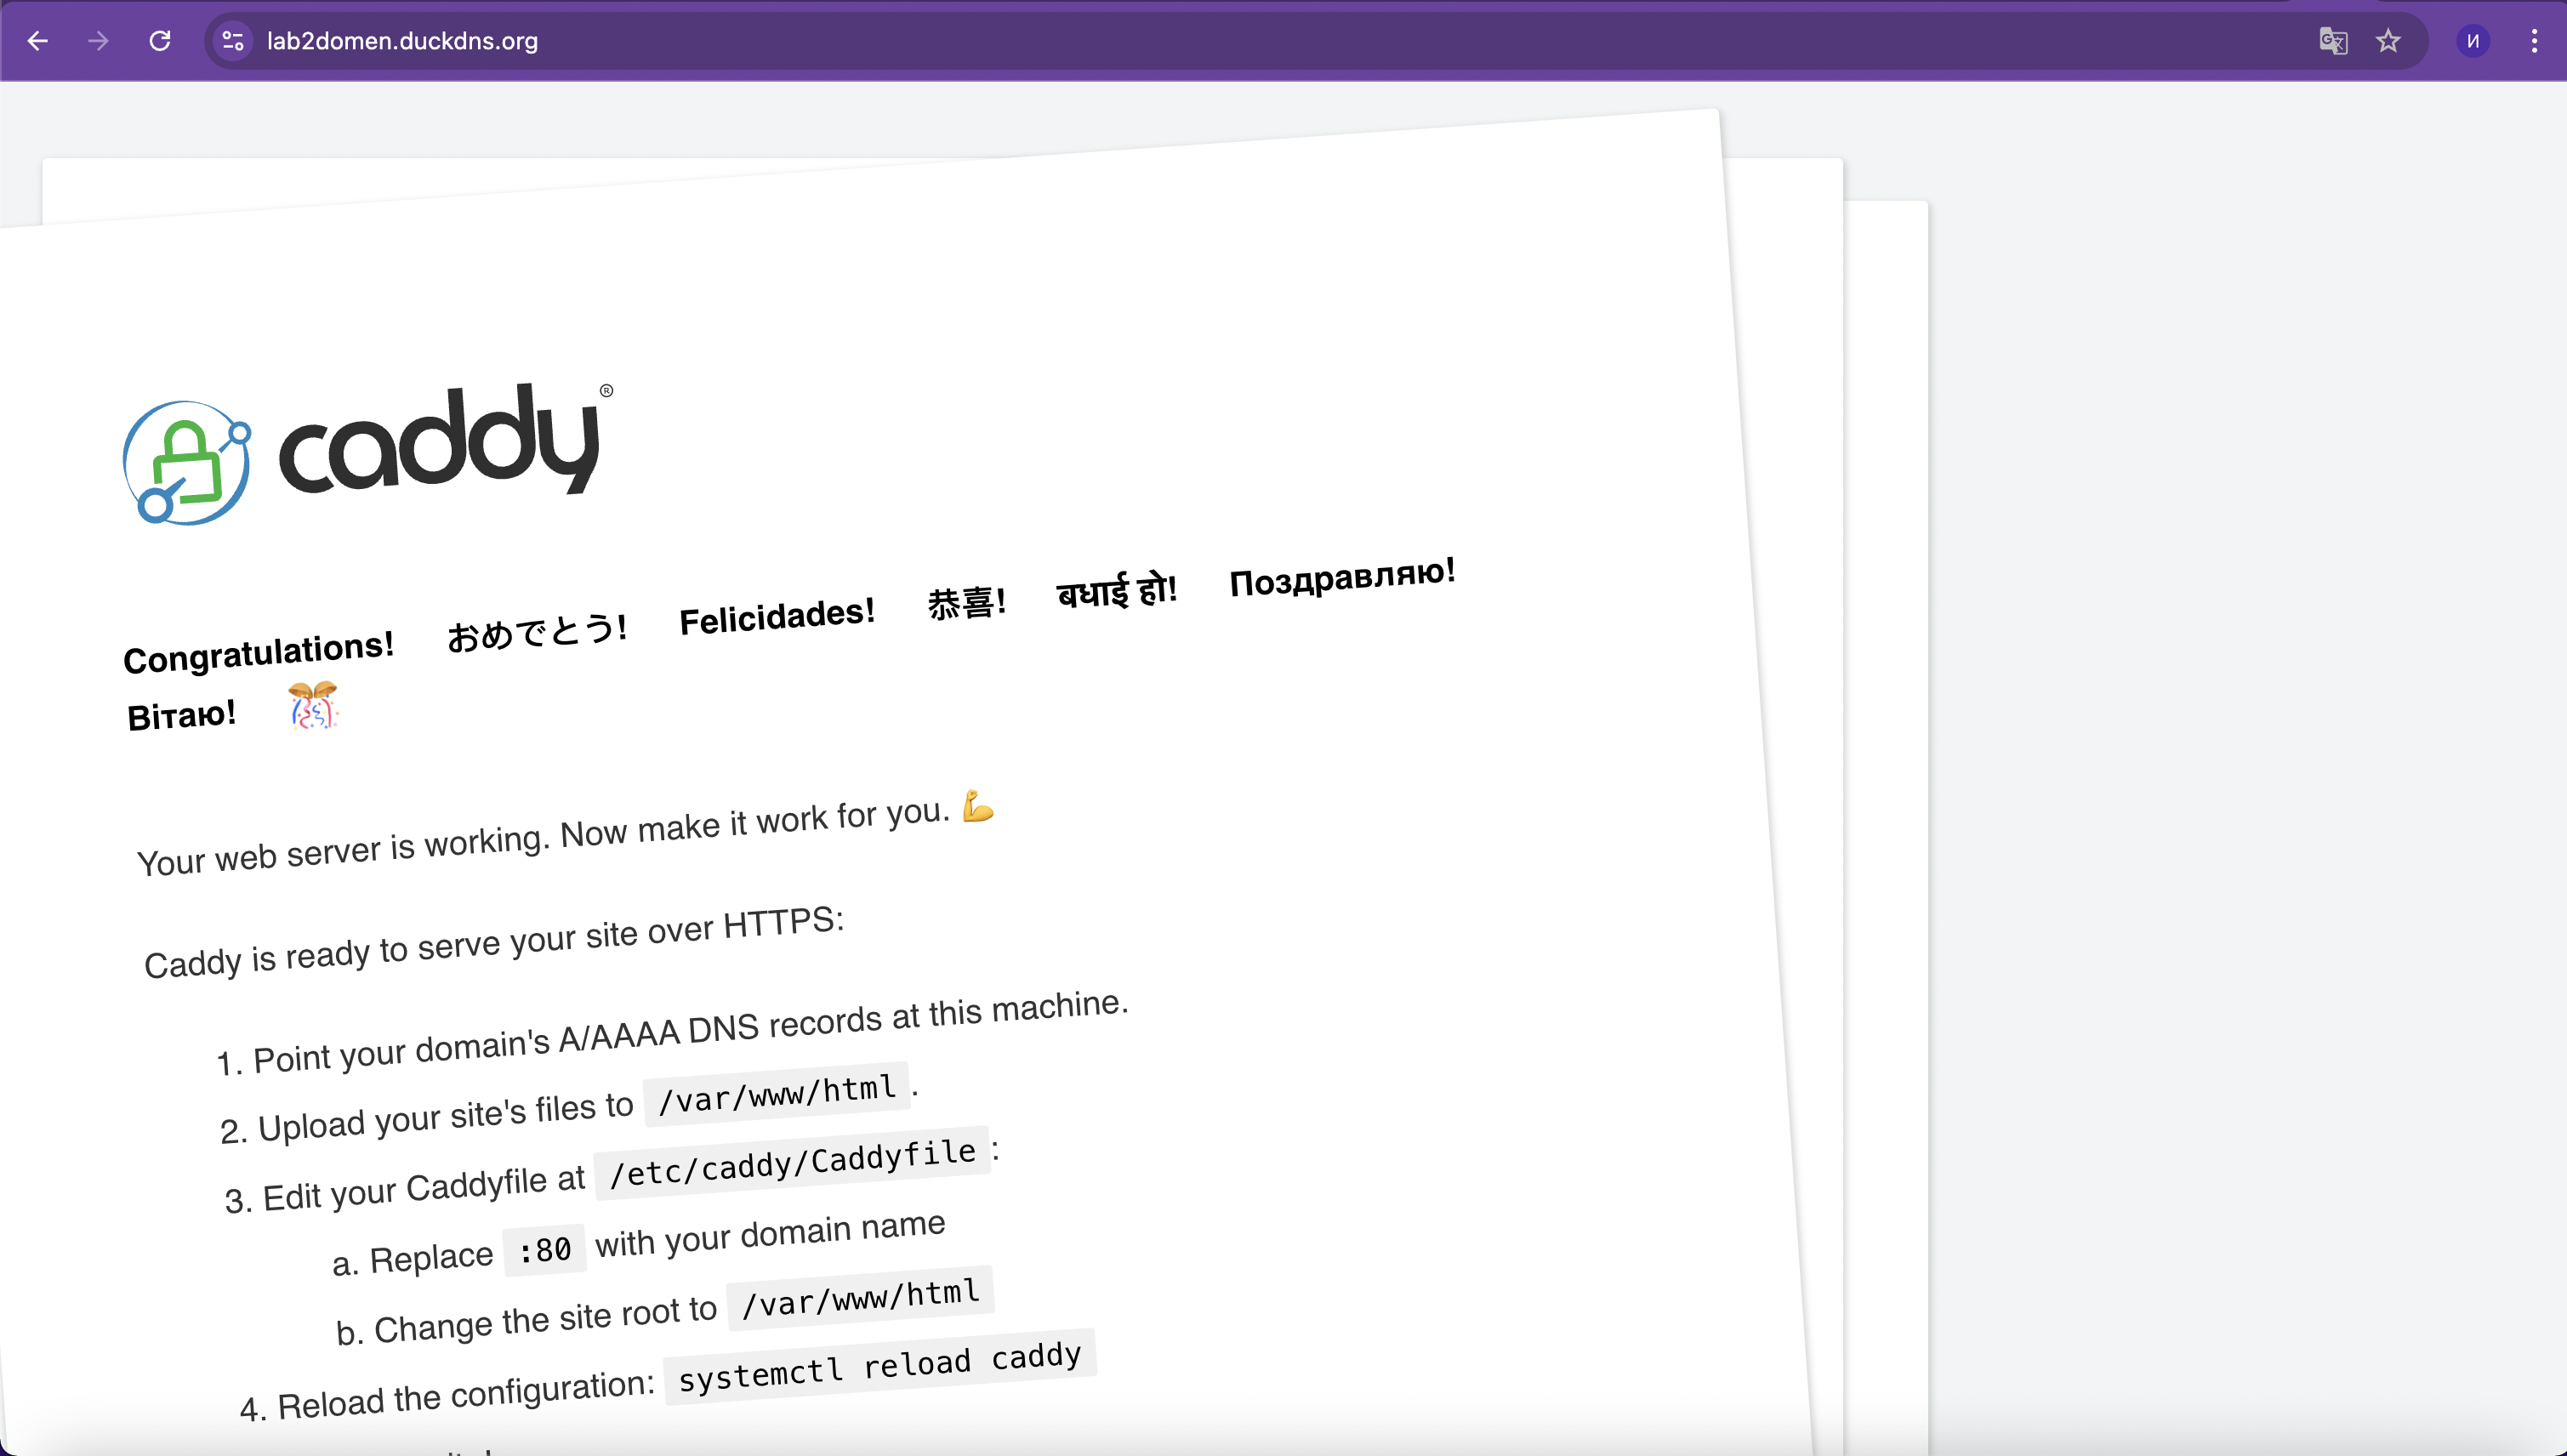 lab2domen.duckdns.org
И
caddy®
Congratulations! おめでとう! Felicidades! 恭喜! बधाई हो! Поздравляю!
Вітаю! 🎊
Your web server is working. Now make it work for you. 💪
Caddy is ready to serve your site over HTTPS:
1. Point your domain's A/AAAA DNS records at this machine.
2. Upload your site's files to /var/www/html.
3. Edit your Caddyfile at /etc/caddy/Caddyfile:
a. Replace :80 with your domain name
b. Change the site root to /var/www/html
4. Reload the configuration: systemctl reload caddy